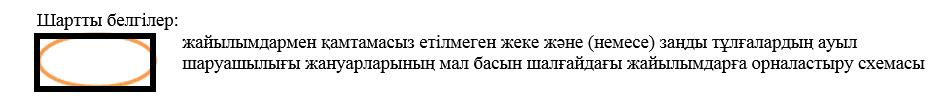 Шартты белгілер:
жайылымдармен қамтамасыз етілмеген жеке және (немесе) заңды тұлғалардың ауыл
шаруашылығы жануарларының мал басын шалғайдағы жайылымдарға орналастыру схемасы